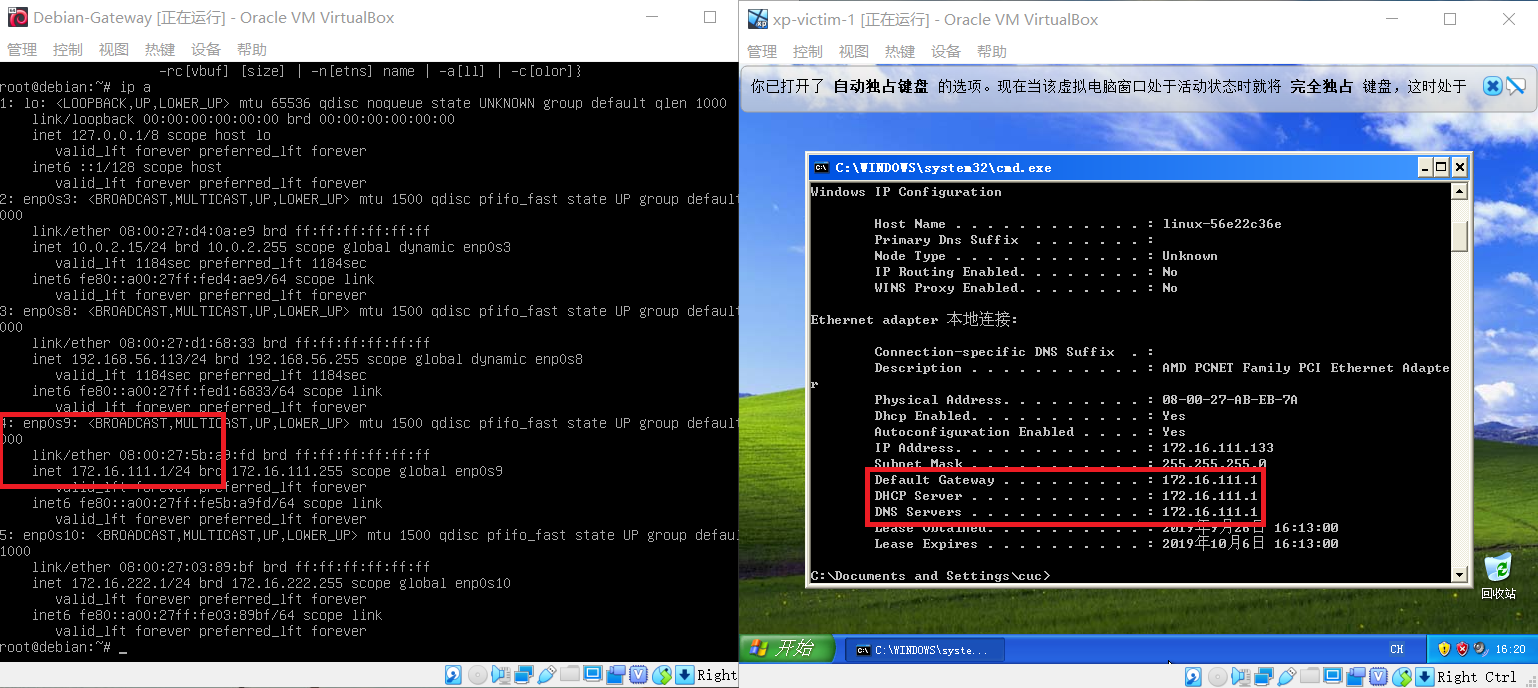 Debian-Gateway [正在运行] - Oracle VM VirtualBox
管理 控制 视图 热键 设备 帮助
-rc[vbuf] [size] | -n[etns] name | -a[ll] | -c[olor]}
root@debian:~# ip a
1: lo: <LOOPBACK,UP,LOWER_UP> mtu 65536 qdisc noqueue state UNKNOWN group default qlen 1000
link/loopback 00:00:00:00:00:00 brd 00:00:00:00:00:00
inet 127.0.0.1/8 scope host lo
valid_lft forever preferred_lft forever
inet6 ::1/128 scope host
valid_lft forever preferred_lft forever
2: enp0s3: <BROADCAST,MULTICAST,UP,LOWER_UP> mtu 1500 qdisc pfifo_fast state UP group defaul
000
link/ether 08:00:27:d4:0a:e9 brd ff:ff:ff:ff:ff:ff
inet 10.0.2.15/24 brd 10.0.2.255 scope global dynamic enp0s3
valid_lft 1184sec preferred_lft 1184sec
inet6 fe80::a00:27ff:fed4:ae9/64 scope link
valid_lft forever preferred_lft forever
3: enp0s8: <BROADCAST,MULTICAST,UP,LOWER_UP> mtu 1500 qdisc pfifo_fast state UP group defaul
000
link/ether 08:00:27:d1:68:33 brd ff:ff:ff:ff:ff:ff
inet 192.168.56.113/24 brd 192.168.56.255 scope global dynamic enp0s8
valid_lft 1184sec preferred_lft 1184sec
inet6 fe80::a00:27ff:fed1:6833/64 scope link
valid_lft forever preferred_lft forever
4: enp0s9: <BROADCAST,MULTICAST,UP,LOWER_UP> mtu 1500 qdisc pfifo_fast state UP group defaul
000
link/ether 08:00:27:5b:a9:fd brd ff:ff:ff:ff:ff:ff
inet 172.16.111.1/24 brd 172.16.111.255 scope global enp0s9
valid_lft forever preferred_lft forever
inet6 fe80::a00:27ff:fe5b:a9fd/64 scope link
valid_lft forever preferred_lft forever
5: enp0s10: <BROADCAST,MULTICAST,UP,LOWER_UP> mtu 1500 qdisc pfifo_fast state UP group defau
1000
link/ether 08:00:27:03:89:bf brd ff:ff:ff:ff:ff:ff
inet 172.16.222.1/24 brd 172.16.222.255 scope global enp0s10
valid_lft forever preferred_lft forever
inet6 fe80::a00:27ff:fe03:89bf/64 scope link
valid_lft forever preferred_lft forever
root@debian:~# _
Right
xp-victim-1 [正在运行] - Oracle VM VirtualBox
管理 控制 视图 热键 设备 帮助
你已打开了 自动独占键盘 的选项。现在当该虚拟电脑窗口处于活动状态时就将 完全独占 键盘，这时处于
C:\WINDOWS\system32\cmd.exe
Windows IP Configuration
Host Name . . . . . . . . . . . . : linux-56e22c36e
Primary Dns Suffix . . . . . . . :
Node Type . . . . . . . . . . . . : Unknown
IP Routing Enabled. . . . . . . . : No
WINS Proxy Enabled. . . . . . . . : No
Ethernet adapter 本地连接:
Connection-specific DNS Suffix . :
Description . . . . . . . . . . . : AMD PCNET Family PCI Ethernet Adapte
r
Physical Address. . . . . . . . . : 08-00-27-AB-EB-7A
Dhcp Enabled. . . . . . . . . . . : Yes
Autoconfiguration Enabled . . . . : Yes
IP Address. . . . . . . . . . . . : 172.16.111.133
Subnet Mask . . . . . . . . . . . : 255.255.255.0
Default Gateway . . . . . . . . . : 172.16.111.1
DHCP Server . . . . . . . . . . . : 172.16.111.1
DNS Servers . . . . . . . . . . . : 172.16.111.1
Lease Obtained. . . . . . . . . . : 2019年9月26日 16:13:00
Lease Expires . . . . . . . . . . : 2019年10月6日 16:13:00
C:\Documents and Settings\cuc>
回收站
开始
C:\WINDOWS\syste...
CH
16:20
Right Ctrl